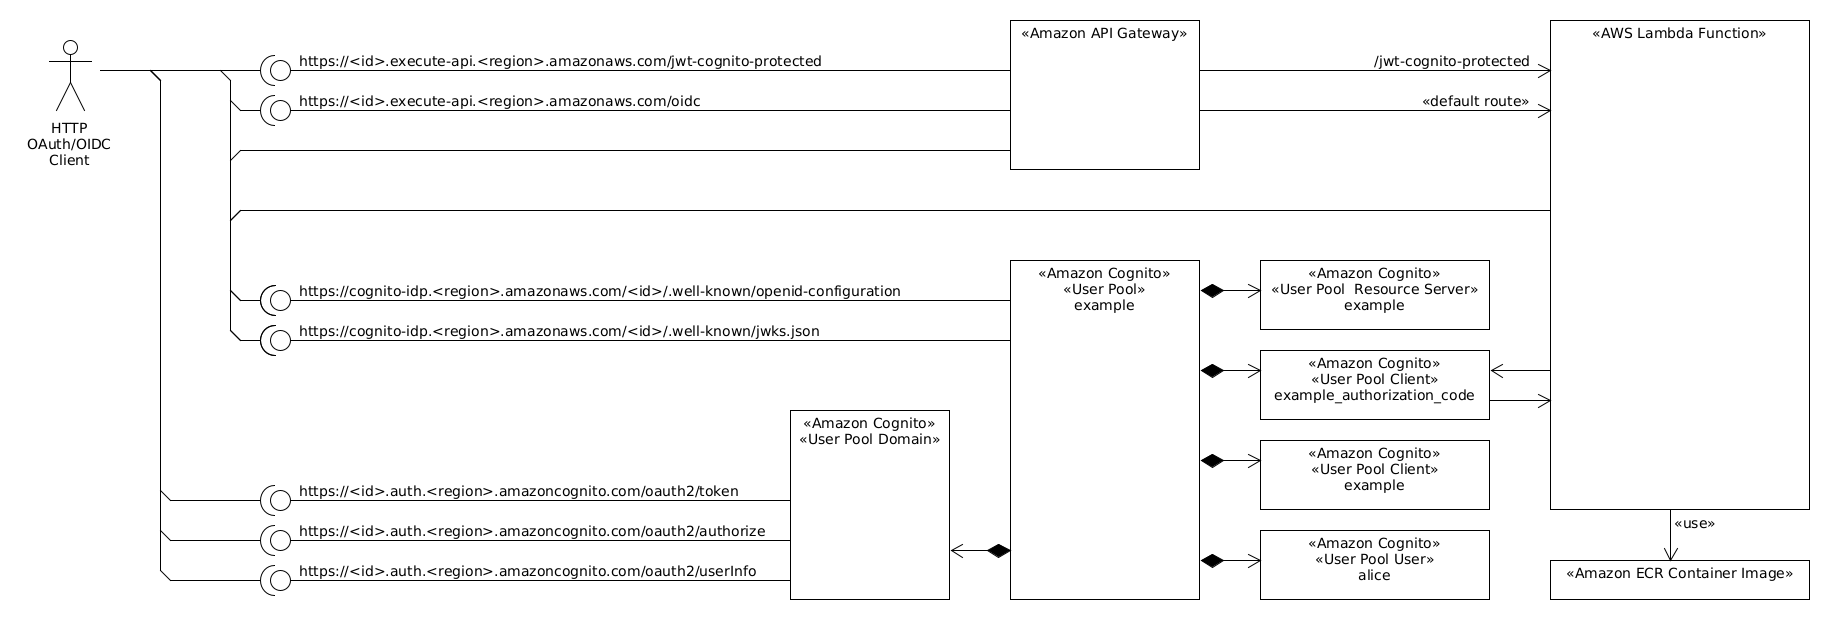 HTTP
OAuth/OIDC
Client
https://<id>.execute-api.<region>.amazonaws.com/jwt-cognito-protected
https://<id>.execute-api.<region>.amazonaws.com/oidc
«Amazon API Gateway»
/jwt-cognito-protected
«default route»
«AWS Lambda Function»
https://cognito-idp.<region>.amazonaws.com/<id>/.well-known/openid-configuration
https://cognito-idp.<region>.amazonaws.com/<id>/.well-known/jwks.json
«Amazon Cognito»
«User Pool»
example
«Amazon Cognito»
«User Pool  Resource Server»
example
«Amazon Cognito»
«User Pool Client»
example_authorization_code
«Amazon Cognito»
«User Pool Client»
example
«Amazon Cognito»
«User Pool User»
alice
«Amazon Cognito»
«User Pool Domain»
https://<id>.auth.<region>.amazoncognito.com/oauth2/token
https://<id>.auth.<region>.amazoncognito.com/oauth2/authorize
https://<id>.auth.<region>.amazoncognito.com/oauth2/userInfo
«use»
«Amazon ECR Container Image»